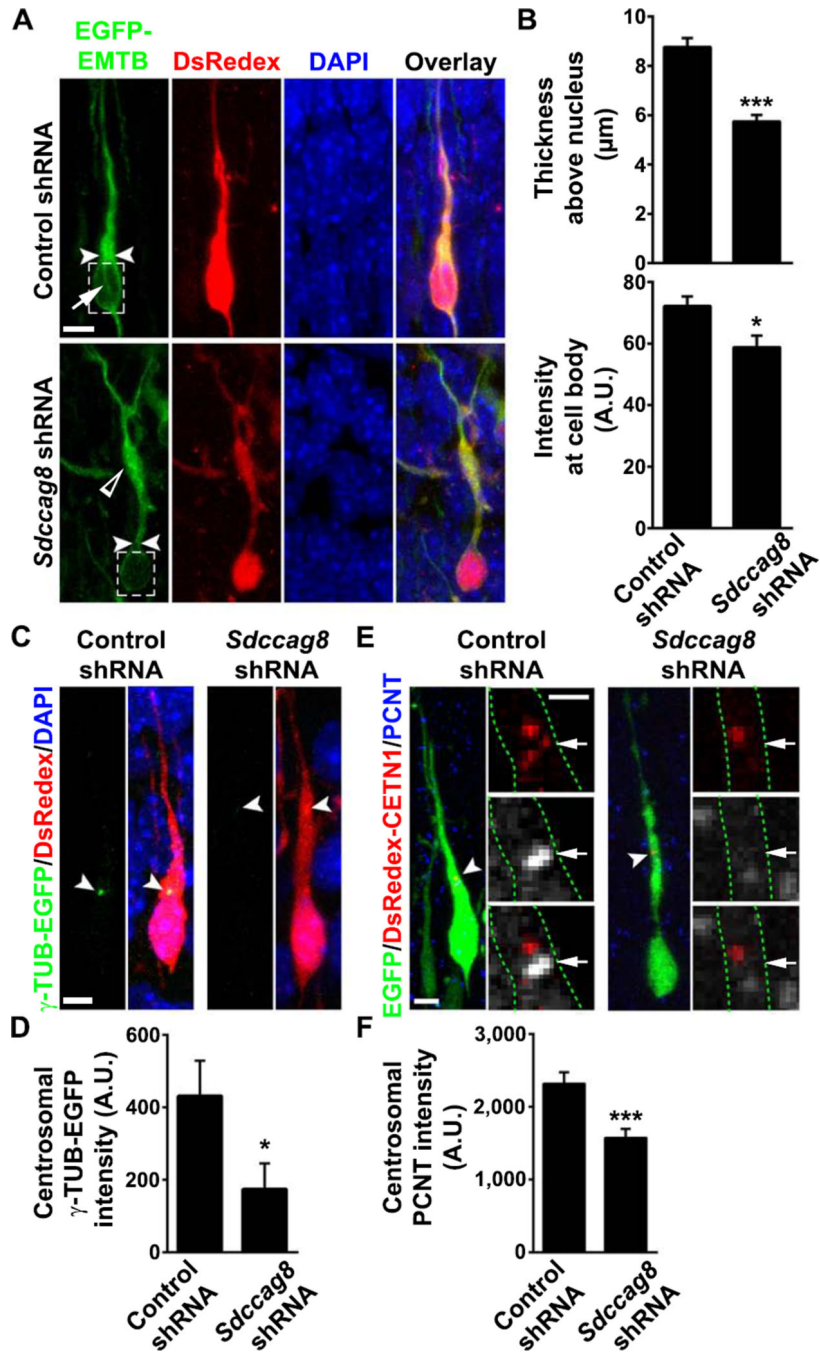 A
EGFP-
EMTB
DsRedex
DAPI
Overlay
Control shRNA
Sdccag8 shRNA
B
Thickness
above nucleus
(μm)
10
8
6
4
2
0
***
Intensity
at cell body
(A.U.)
80
60
40
20
0
*
Control
shRNA
Sdccag8
shRNA
C
Control
shRNA
Sdccag8
shRNA
γ-TUB-EGFP/DsRedex/DAPI
E
Control
shRNA
Sdccag8
shRNA
EGFP/DsRedex-CETN1/PCNT
D
Centrosomal
γ-TUB-EGFP
intensity (A.U.)
600
400
200
0
*
Control
shRNA
Sdccag8
shRNA
F
Centrosomal
PCNT intensity
(A.U.)
3,000
2,000
1,000
0
***
Control
shRNA
Sdccag8
shRNA